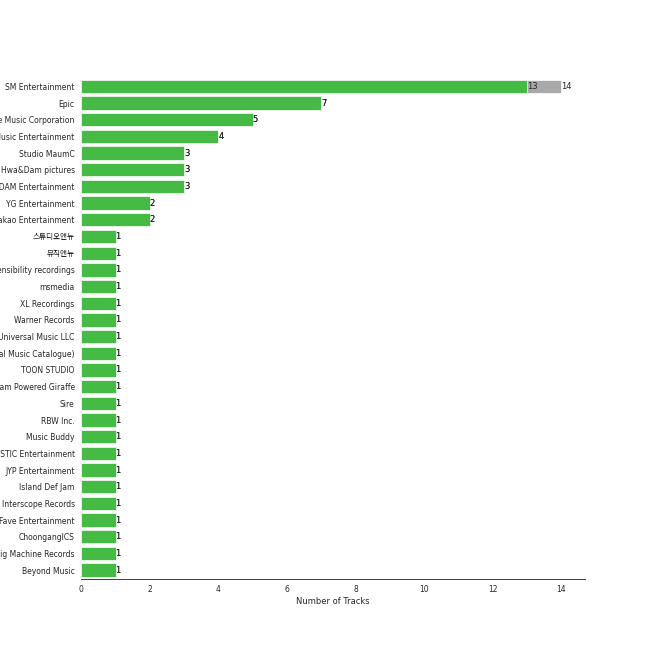 SM Entertainment 13 14
Epic 7
e Music Corporation 5
Music Entertainment 4
Studio MaumC 3
Hwa&Dam pictures 3
DAM Entertainment 3
YG Entertainment 2
akao Entertainment 2
스튜디오앤뉴 1
뮤직앤뉴 1
ensibility recordings 1
msmedia 1
XL Recordings 1
Warner Records 1
Universal Music LLC 1
al Music Catalogue) 1
TOON STUDIO 1
am Powered Giraffe 1
Sire 1
RBW Inc. 1
Music Buddy 1
STIC Entertainment 1
JYP Entertainment 1
Island Def Jam 1
Interscope Records 1
Fave Entertainment 1
ChoongangICS 1
ig Machine Records 1
Beyond Music 1
0 2 4 6 8 10 12 14
Number of Tracks